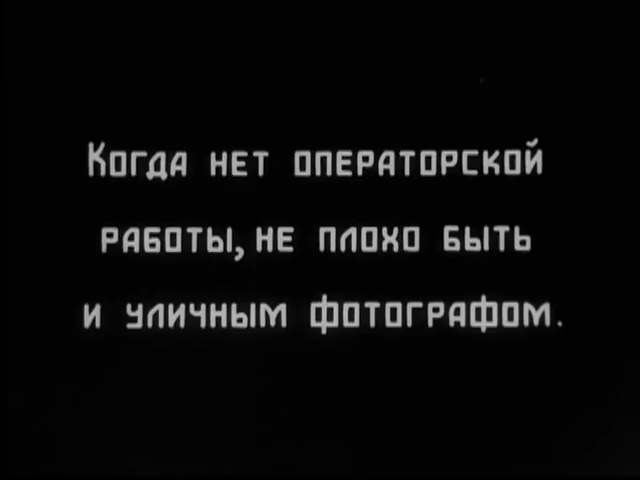 Когда нет операторской
работы, не плохо быть
и уличным фотографом.